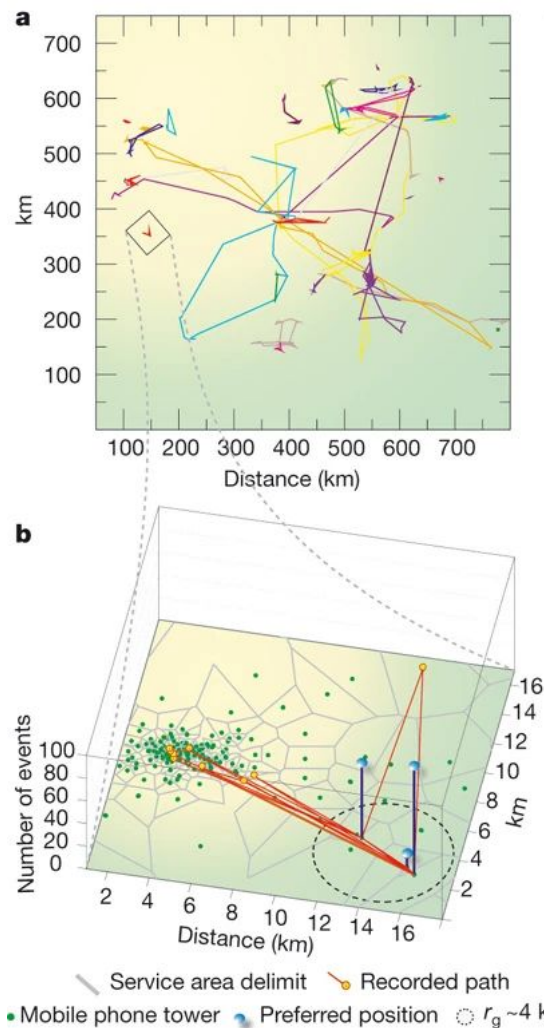 a
700
600
500
400
300
200
100
km
100 200 300 400 500 600 700
Distance (km)
b
Number of events
100
80
60
40
20
0
2 4 6 8 10 12 14 16
Distance (km)
16
14
12
10
8
6
4
2
km
Service area delimit Recorded path
Mobile phone tower Preferred position rg ~4 k